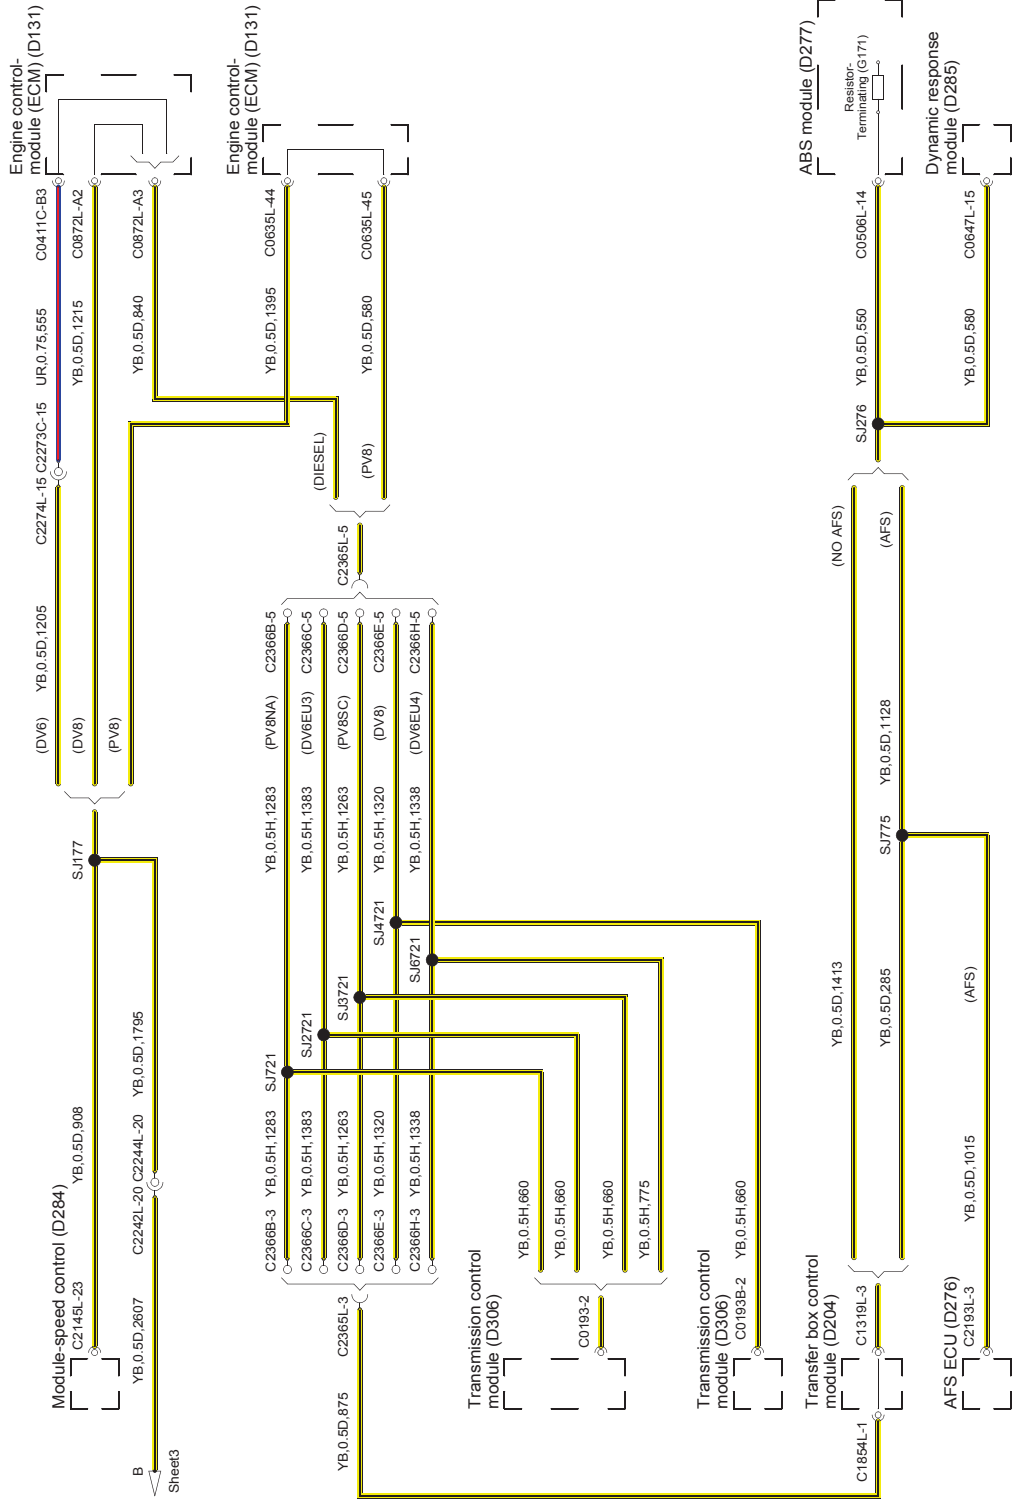 Engine control-
module (ECM) (D131)
C0411C-B3
UR,0.75,555
C2273C-15
C2274L-15
YB,0.5D,1205
(DV6)
C0872L-A2
YB,0.5D,1215
(DV8)
C0872L-A3
YB,0.5D,840
(PV8)
SJ177
YB,0.5D,908
C2145L-23
Module-speed control (D284)
YB,0.5D,1795
C2244L-20
C2242L-20
YB,0.5D,2607
B
Sheet3
Engine control-
module (ECM) (D131)
C0635L-44
YB,0.5D,1395
C0635L-45
YB,0.5D,580
(DIESEL)
(PV8)
C2365L-5
C2366B-5
(PV8NA)
YB,0.5H,1283
SJ721
YB,0.5H,1283
C2366B-3
C2366C-5
(DV6EU3)
YB,0.5H,1383
SJ2721
YB,0.5H,1383
C2366C-3
C2366D-5
(PV8SC)
YB,0.5H,1263
SJ3721
YB,0.5H,1263
C2366D-3
C2366E-5
(DV8)
YB,0.5H,1320
SJ4721
YB,0.5H,1320
C2366E-3
C2366H-5
(DV6EU4)
YB,0.5H,1338
SJ6721
YB,0.5H,1338
C2366H-3
C2365L-3
YB,0.5D,875
YB,0.5H,660
YB,0.5H,660
YB,0.5H,660
YB,0.5H,775
C0193-2
Transmission control
module (D306)
YB,0.5H,660
C0193B-2
Transmission control
module (D306)
ABS module (D277)
Resistor-
Terminating (G171)
C0506L-14
YB,0.5D,550
SJ276
Dynamic response
module (D285)
C0647L-15
YB,0.5D,580
(NO AFS)
YB,0.5D,1413
(AFS)
YB,0.5D,1128
SJ775
YB,0.5D,285
(AFS)
YB,0.5D,1015
C1319L-3
Transfer box control
module (D204)
C1854L-1
C2193L-3
AFS ECU (D276)